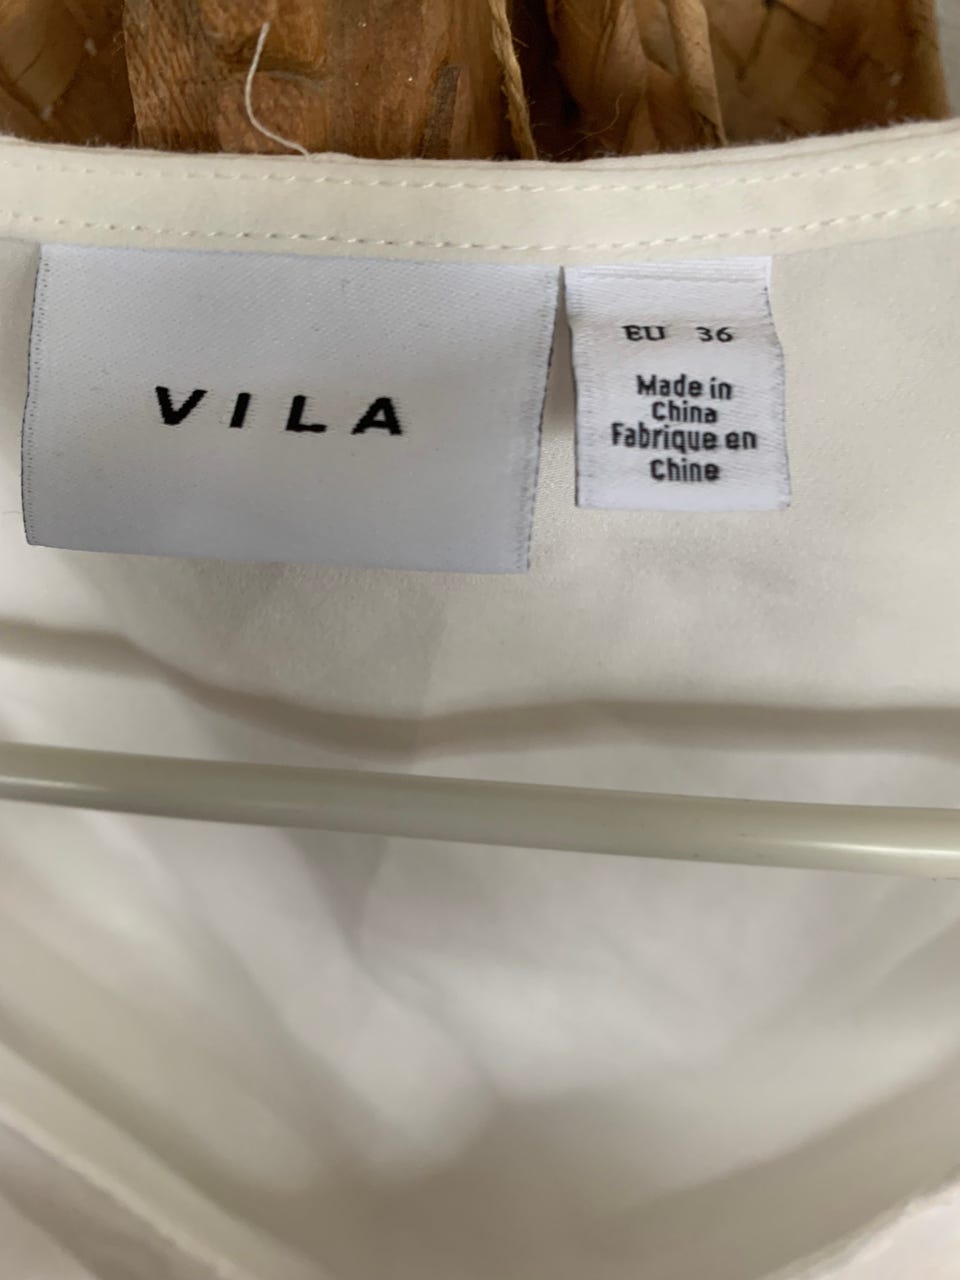 VILA
EU 36
Made in
China
Fabrique en
Chine